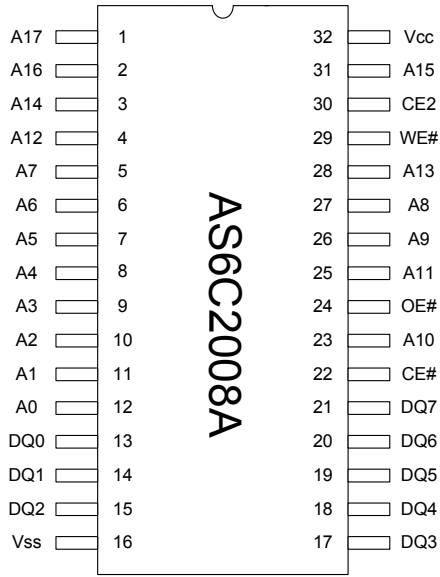 A17 1 32 Vcc
A16 2 31 A15
A14 3 30 CE2
A12 4 29 WE#
A7 5 28 A13
A6 6 27 A8
A5 7 26 A9
A4 8 25 A11
A3 9 24 OE#
A2 10 23 A10
A1 11 22 CE#
A0 12 21 DQ7
DQ0 13 20 DQ6
DQ1 14 19 DQ5
DQ2 15 18 DQ4
Vss 16 17 DQ3
AS6C2008A